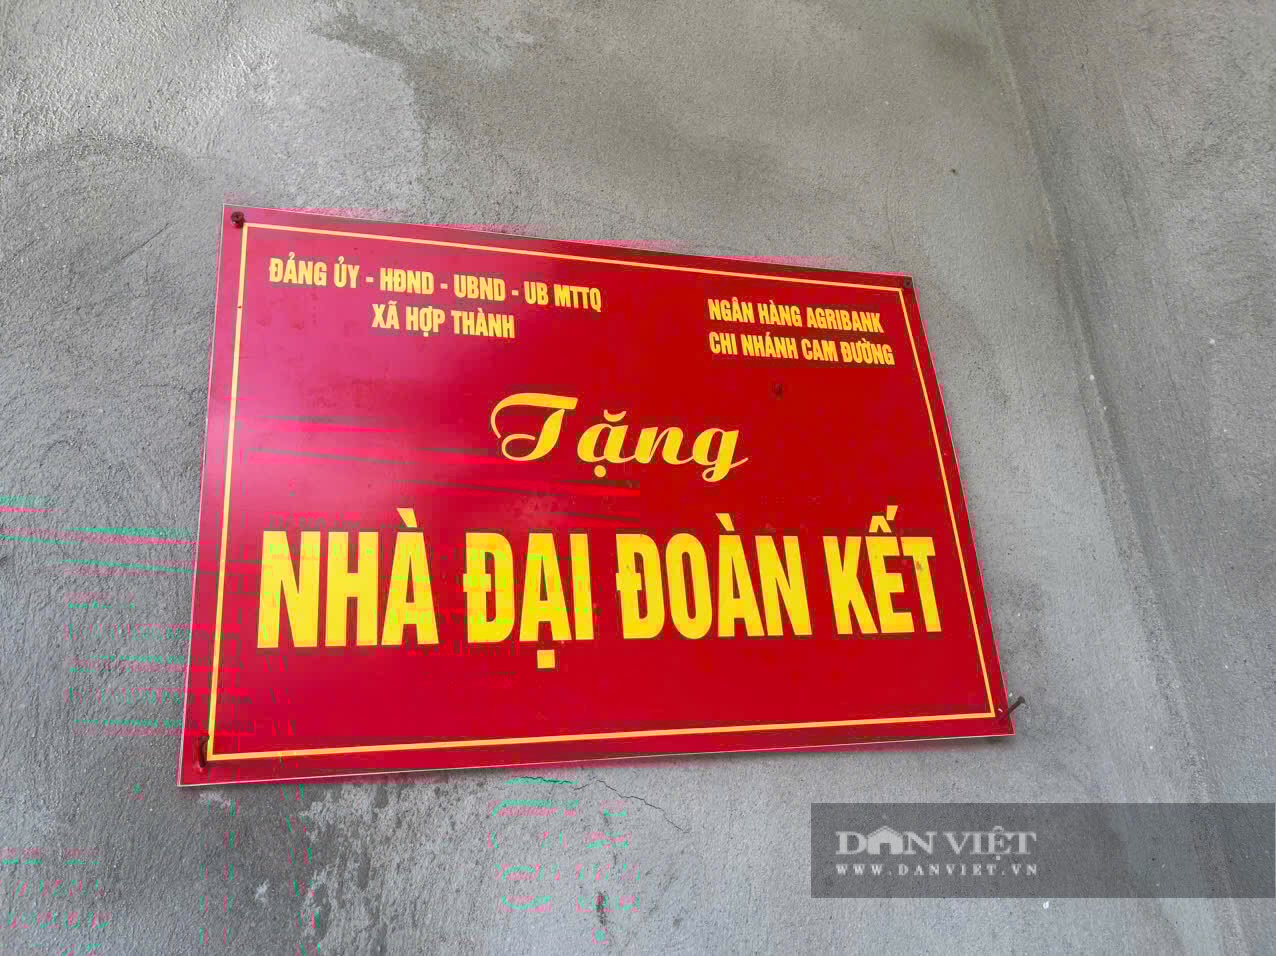 ĐẢNG ỦY - HĐND - UBND - UB MTTQ
XÃ HỢP THÀNH
NGÂN HÀNG AGRIBANK
CHI NHÁNH CAM ĐƯỜNG
Tặng
NHÀ ĐẠI ĐOÀN KẾT
DÂN VIỆT
WWW.DANVIET.VN